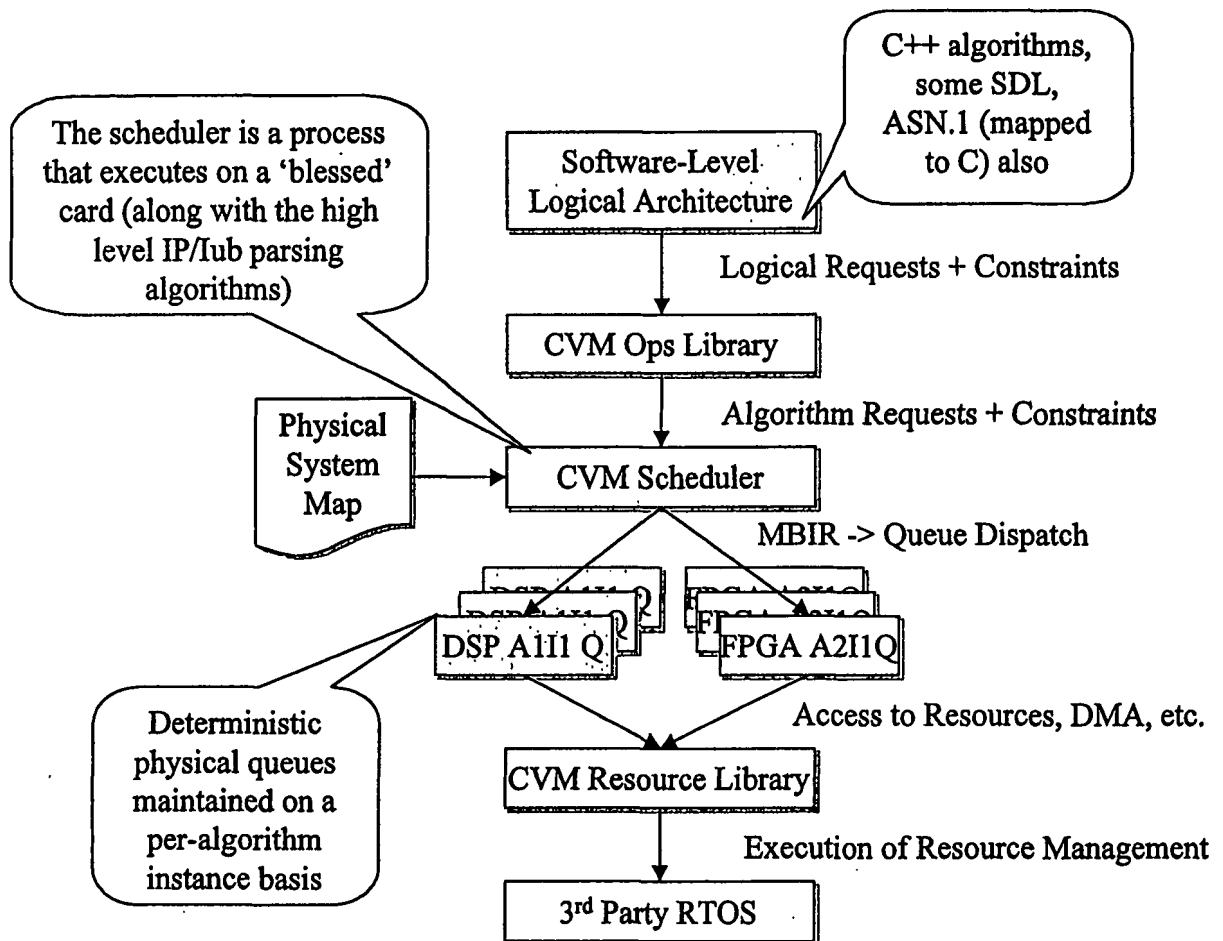 C++ algorithms,
some SDL,
ASN.1 (mapped
to C) also
The scheduler is a process
that executes on a ‘blessed’
card (along with the high
level IP/Iub parsing
algorithms)
Software-Level
Logical Architecture
Logical Requests + Constraints
CVM Ops Library
Algorithm Requests + Constraints
Physical
System
Map
CVM Scheduler
MBIR -> Queue Dispatch
DSP A1I1 Q
FPGA A2I1Q
Access to Resources, DMA, etc.
Deterministic
physical queues
maintained on a
per-algorithm
instance basis
CVM Resource Library
Execution of Resource Management
3rd Party RTOS